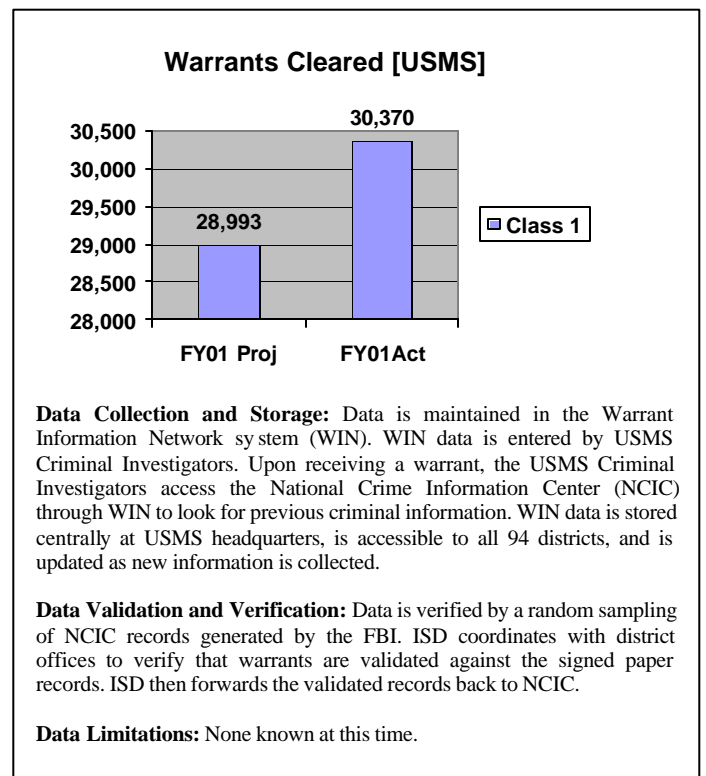 Warrants Cleared [USMS]
30,370
30,500
30,000
29,500
28,993
Class 1
29,000
28,500
28,000
FY01 Proj FY01Act
Data Collection and Storage: Data is maintained in the Warrant
Information Network sy stem (WIN). WIN data is entered by USMS
Criminal Investigators. Upon receiving a warrant, the USMS Criminal
Investigators access the National Crime Information Center (NCIC)
through WIN to look for previous criminal information. WIN data is stored
centrally at USMS headquarters, is accessible to all 94 districts, and is
updated as new information is collected.
Data Validation and Verification: Data is verified by a random sampling
of NCIC records generated by the FBI. ISD coordinates with district
offices to verify that warrants are validated against the signed paper
records. ISD then forwards the validated records back to NCIC.
Data Limitations: None known at this time.